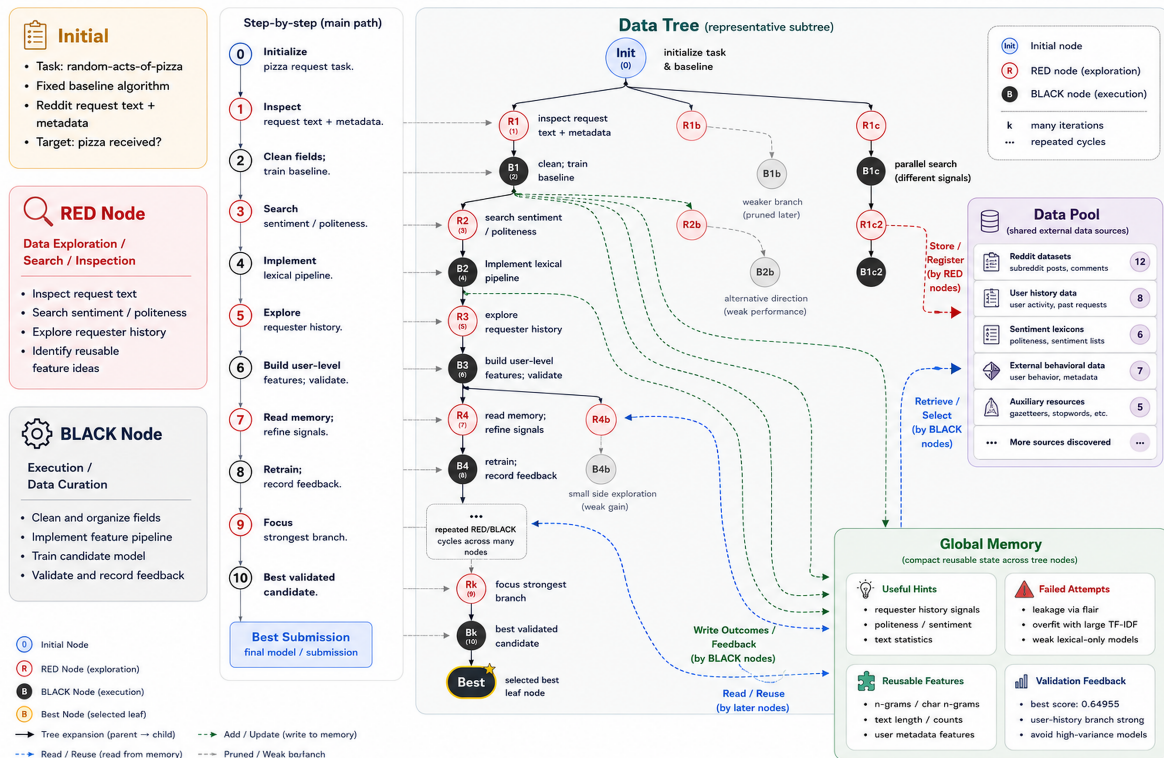 Initial
• Task: random-acts-of-pizza
• Fixed baseline algorithm
• Reddit request text +
metadata
• Target: pizza received?
RED Node
Data Exploration /
Search / Inspection
• Inspect request text
• Search sentiment / politeness
• Explore requester history
• Identify reusable
feature ideas
BLACK Node
Execution /
Data Curation
• Clean and organize fields
• Implement feature pipeline
• Train candidate model
• Validate and record feedback
0 Initial Node
R RED Node (exploration)
B BLACK Node (execution)
B Best Node (selected leaf)
Tree expansion (parent → child)
Add / Update (write to memory)
Read / Reuse (read from memory)
Pruned / Weak
Step-by-step (main path)
0 Initialize
pizza request task.
1 Inspect
request text + metadata.
2 Clean fields;
train baseline.
3 Search
sentiment / politeness.
4 Implement
lexical pipeline.
5 Explore
requester history.
6 Build user-level
features; validate.
7 Read memory;
refine signals.
8 Retrain;
record feedback.
9 Focus
strongest branch.
10 Best validated
candidate.
Best Submission
final model / submission
Data Tree (representative subtree)
Init
(0)
initialize task
& baseline
R1
(1)
inspect request
text + metadata
R1b
R1c
B1
(2)
clean; train
baseline
B1b
weaker branch
(pruned later)
B1c
parallel search
(different signals)
R2
(3)
search sentiment
/ politeness
R2b
R1c2
B2
(4)
Implement lexical
pipeline
B2b
alternative direction
(weak performance)
B1c2
R3
(5)
explore
requester history
B3
(6)
build user-level
features; validate
R4
(7)
read memory;
refine signals
R4b
B4
(8)
retrain;
record feedback
B4b
small side exploration
(weak gain)
•••
repeated RED/BLACK
cycles across many
nodes
Rk
(9)
focus strongest
branch
Bk
(10)
best validated
candidate
Best
selected best
leaf node
Init Initial node
R RED node (exploration)
B BLACK node (execution)
k many iterations
••• repeated cycles
Store /
Register
(by RED
nodes)
Retrieve /
Select
(by BLACK
nodes)
Write Outcomes /
Feedback
(by BLACK nodes)
Read / Reuse
(by later nodes)
Data Pool
(shared external data sources)
Reddit datasets
subreddit posts, comments
12
User history data
user activity, past requests
8
Sentiment lexicons
politeness, sentiment lists
6
External behavioral data
user behavior, metadata
7
Auxiliary resources
gazetteers, stopwords, etc.
5
••• More sources discovered •••
Global Memory
(compact reusable state across tree nodes)
Useful Hints
• requester history signals
• politeness / sentiment
• text statistics
Failed Attempts
• leakage via flair
• overfit with large TF-IDF
• weak lexical-only models
Reusable Features
• n-grams / char n-grams
• text length / counts
• user metadata features
Validation Feedback
• best score: 0.64955
• user-history branch strong
• avoid high-variance models